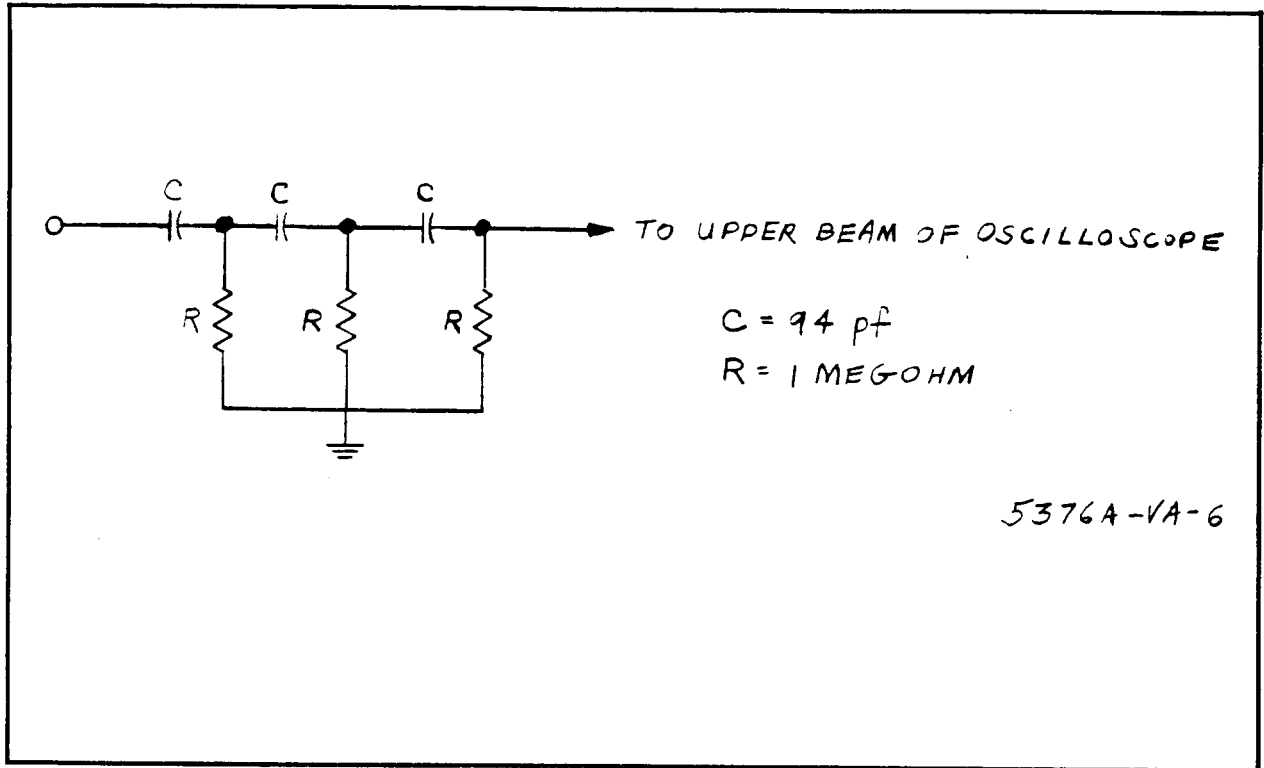 C C C
TO UPPER BEAM OF OSCILLOSCOPE
R R R
C = 94 pf
R = 1 MEGOHM
5376A-VA-6